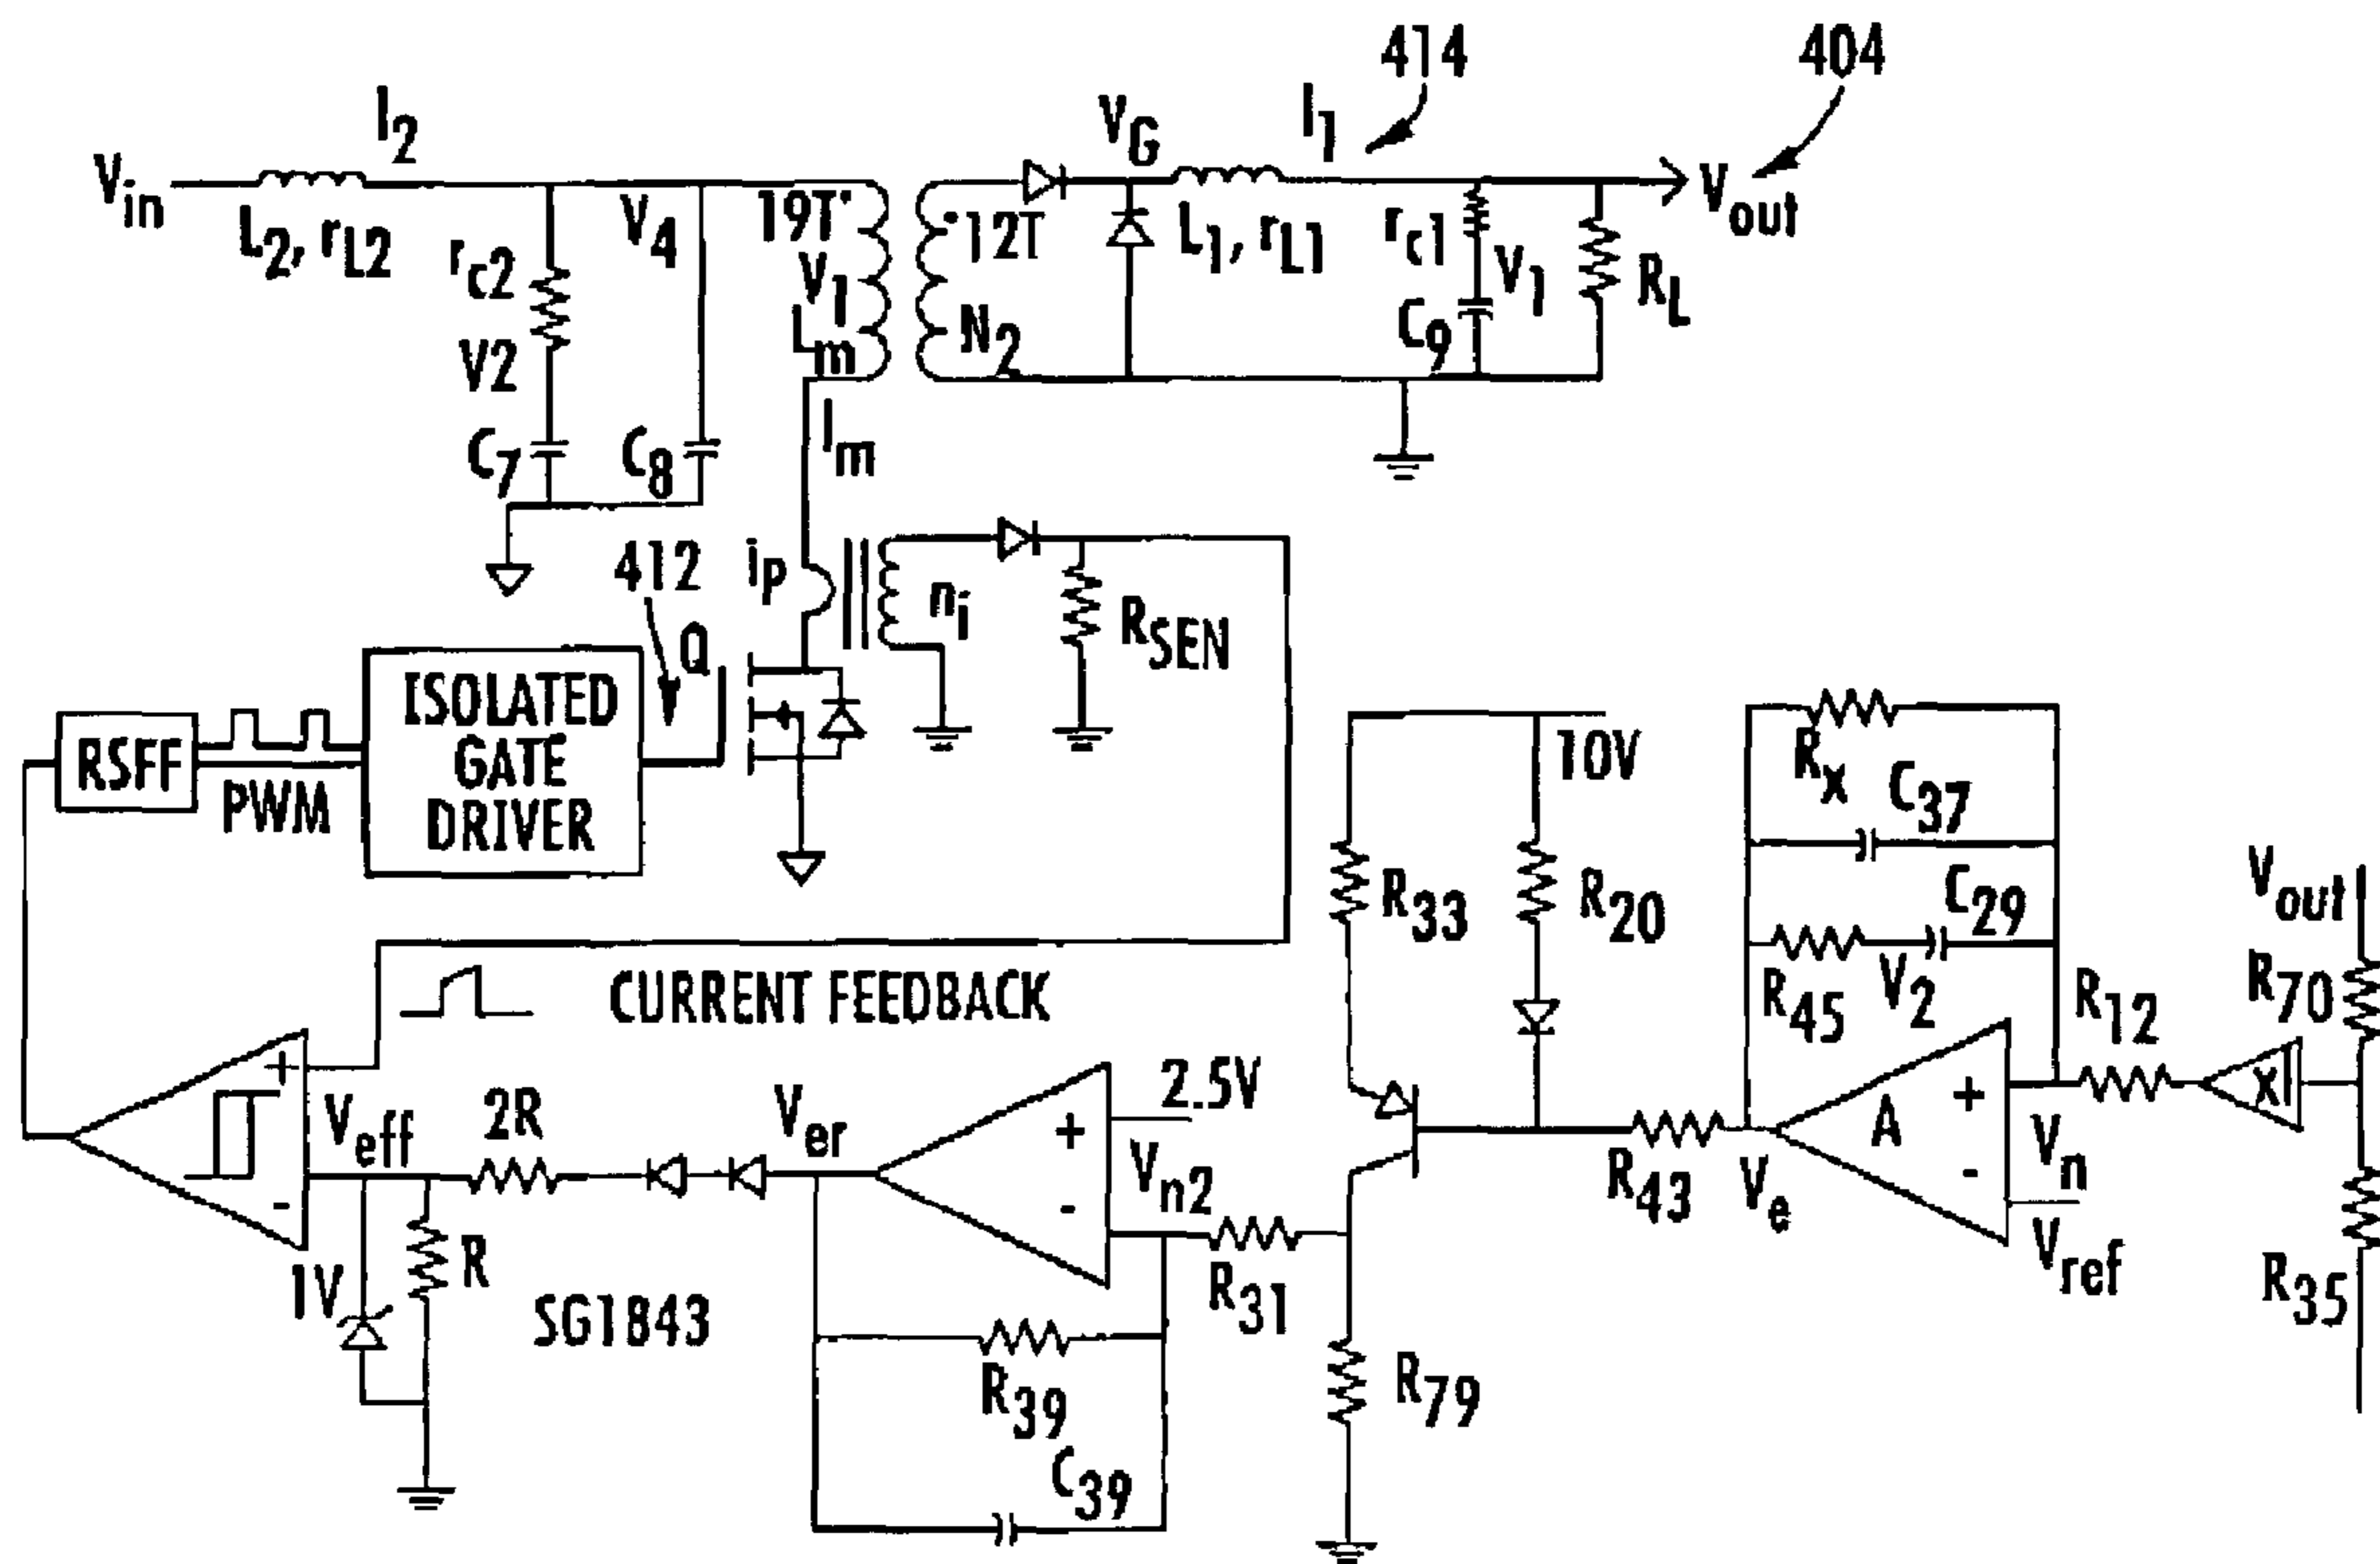 414
404
I2
VG
I1
Vin
L2, rL2
rc2
V4
19T
V1
Lm
12T
N2
L1, rL1
rc1
V1
C9
RL
Vout
V2
C7
C8
Im
412
Q
ip
ni
RSEN
RSFF
PWM
ISOLATED
GATE
DRIVER
10V
Rx
C37
R33
R20
C29
Vout
R45
V2
R12
R70
CURRENT FEEDBACK
+
Veff
2R
Ver
2.5V
+
Vn2
-
A
+
Vn
-
x1
R43
Ve
Vref
R35
-
1V
R
SG1843
R31
R39
R79
C39